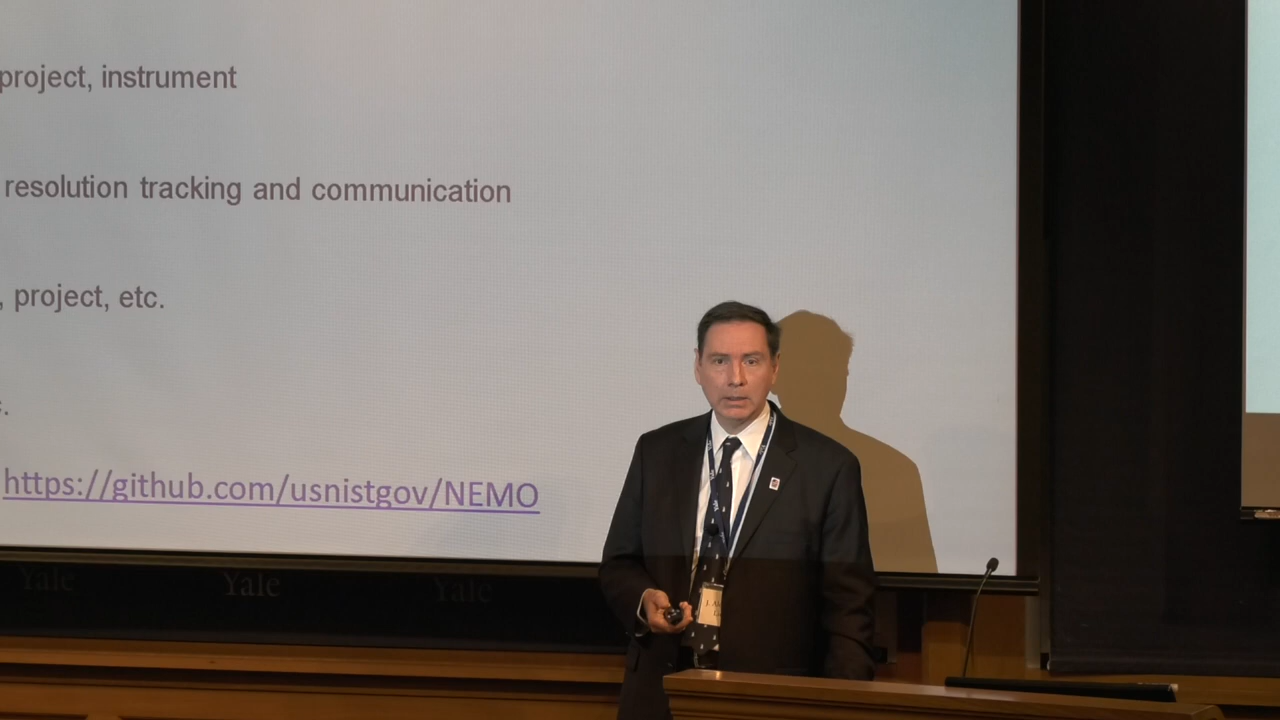 project, instrument
resolution tracking and communication
, project, etc.
https://github.com/usnistgov/NEMO
Yale Yale Yale